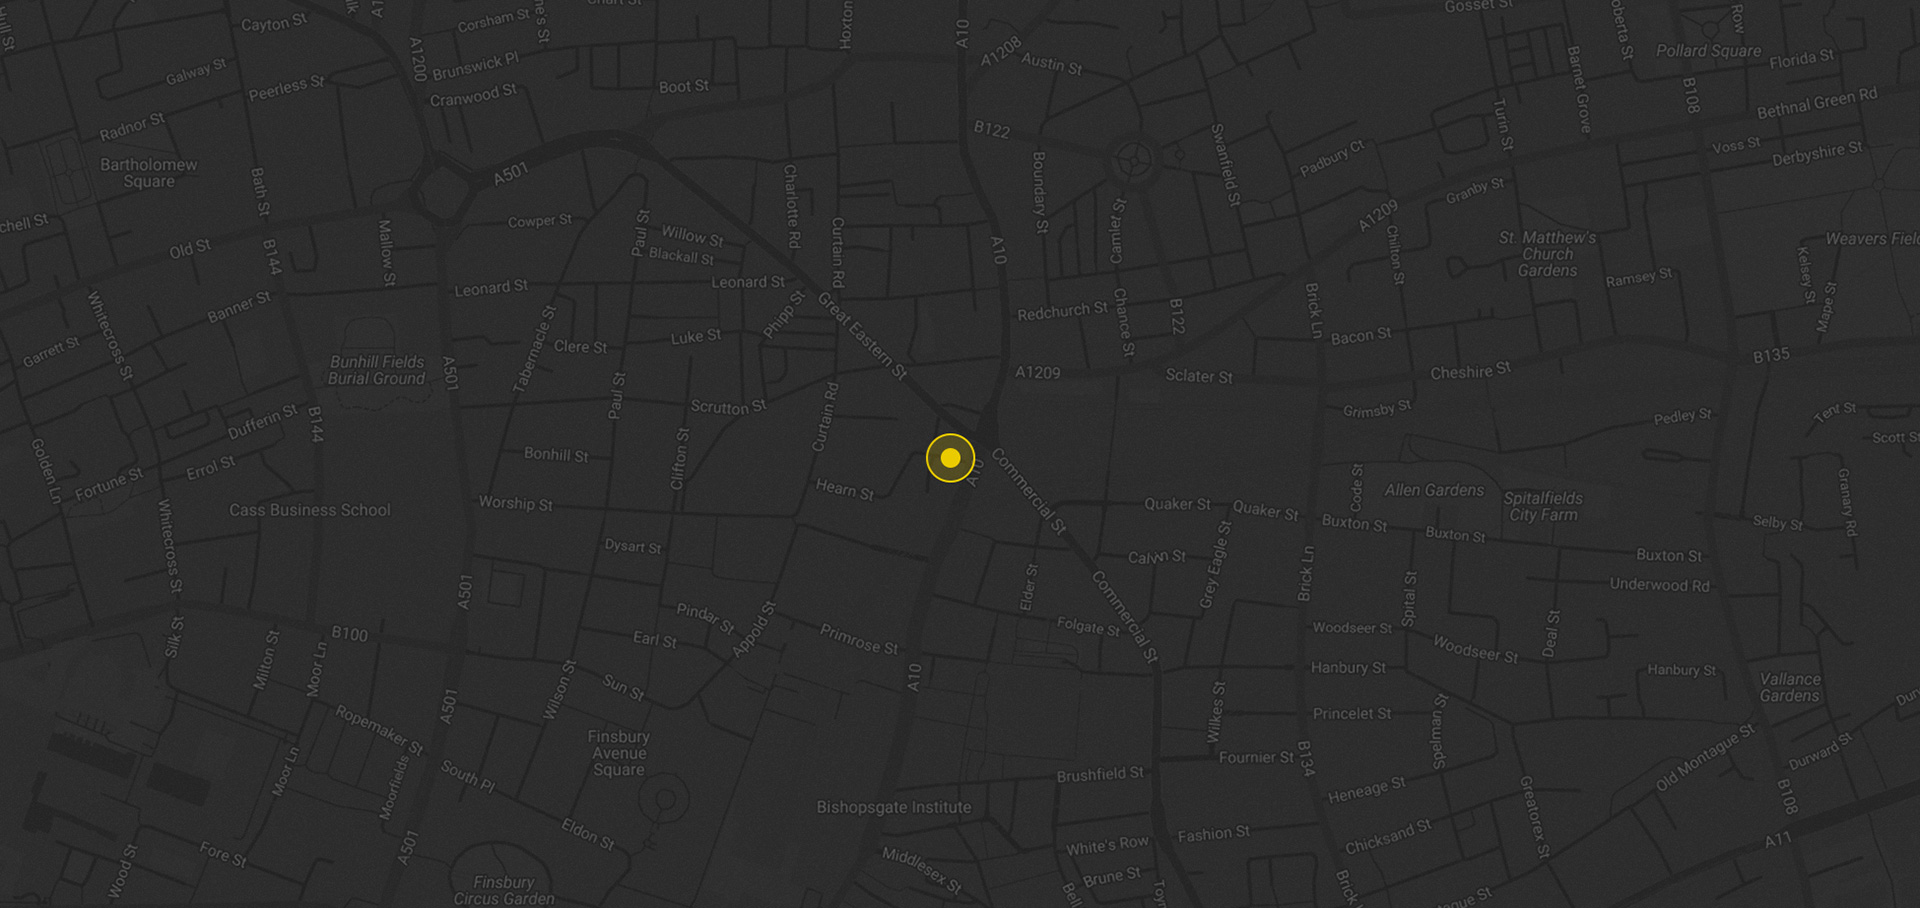 Cayton St
Corsham St
Hoxton
A10
A1208
Gosset St
Row
Pollard Square
Galway St
Peerless St
A1200
Brunswick Pl
Cranwood St
Boot St
Austin St
Barnet Grove
B108
Florida St
Bethnal Green Rd
Radnor St
Bartholomew
Square
Bath St
A501
B122
Turin St
Swanfield St
Padbury Ct
Voss St
Derbyshire St
Charlotte Rd
Boundary St
Granby St
A1209
Old St
B144
Mallow St
Cowper St
Paul St
Willow St
Blackall St
Curtain Rd
A10
Camlet St
Chilton St
St. Matthew's
Church
Gardens
Kelsey St
Ramsey St
Mape St
Whitecross St
Banner St
Leonard St
Leonard St
Phipp St
Great Eastern St
Redchurch St
Chance St
B122
Brick Ln
Bacon St
Garrett St
Bunhill Fields
Burial Ground
A501
Tabernacle St
Clere St
Luke St
A1209
Sclater St
Cheshire St
B135
Dufferin St
B144
Paul St
Scrutton St
Curtain Rd
Grimsby St
Pedley St
Tent St
Golden Ln
Fortune St
Errol St
Bonhill St
Clifton St
Hearn St
A10
Commercial St
Code St
Allen Gardens
Spitalfields
City Farm
Granary Rd
Whitecross St
Cass Business School
Worship St
Quaker St
Quaker St
Buxton St
Buxton St
Selby St
Dysart St
Calvin St
Grey Eagle St
Brick Ln
Buxton St
Underwood Rd
A501
Elder St
Commercial St
Spital St
Silk St
Milton St
Moor Ln
B100
Pindar St
Earl St
Appold St
Primrose St
Folgate St
Woodseer St
Woodseer St
Deal St
A501
Wilson St
Sun St
A10
Hanbury St
Hanbury St
Vallance
Gardens
Ropemaker St
Finsbury
Avenue
Square
Wilkes St
Princelet St
Spelman St
Moor Ln
Moorfields
South Pl
Brushfield St
Fournier St
B134
Heneage St
Old Montague St
Durward St
B108
Bishopsgate Institute
Greatorex St
Wood St
Fore St
A501
Eldon St
Middlesex St
White's Row
Brune St
Fashion St
Chicksand St
A71
Finsbury
Circus Garden